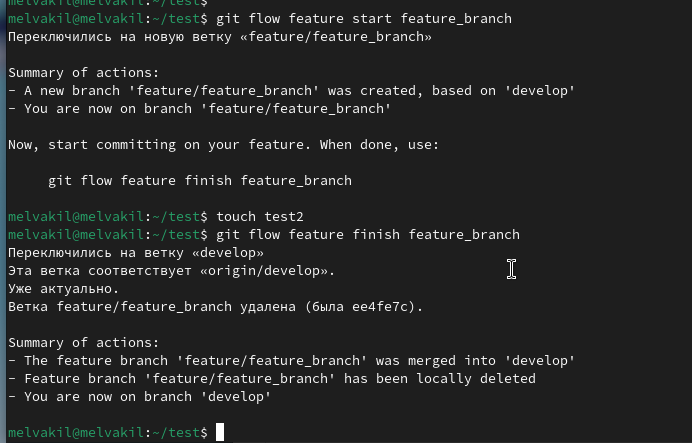 melvakil@melvakil:~/test$
melvakil@melvakil:~/test$ git flow feature start feature_branch
Переключились на новую ветку «feature/feature_branch»
Summary of actions:
- A new branch 'feature/feature_branch' was created, based on 'develop'
- You are now on branch 'feature/feature_branch'
Now, start committing on your feature. When done, use:
git flow feature finish feature_branch
melvakil@melvakil:~/test$ touch test2
melvakil@melvakil:~/test$ git flow feature finish feature_branch
Переключились на ветку «develop»
Эта ветка соответствует «origin/develop».
Уже актуально.
Ветка feature/feature_branch удалена (была ee4fe7c).
Summary of actions:
- The feature branch 'feature/feature_branch' was merged into 'develop'
- Feature branch 'feature/feature_branch' has been locally deleted
- You are now on branch 'develop'
melvakil@melvakil:~/test$